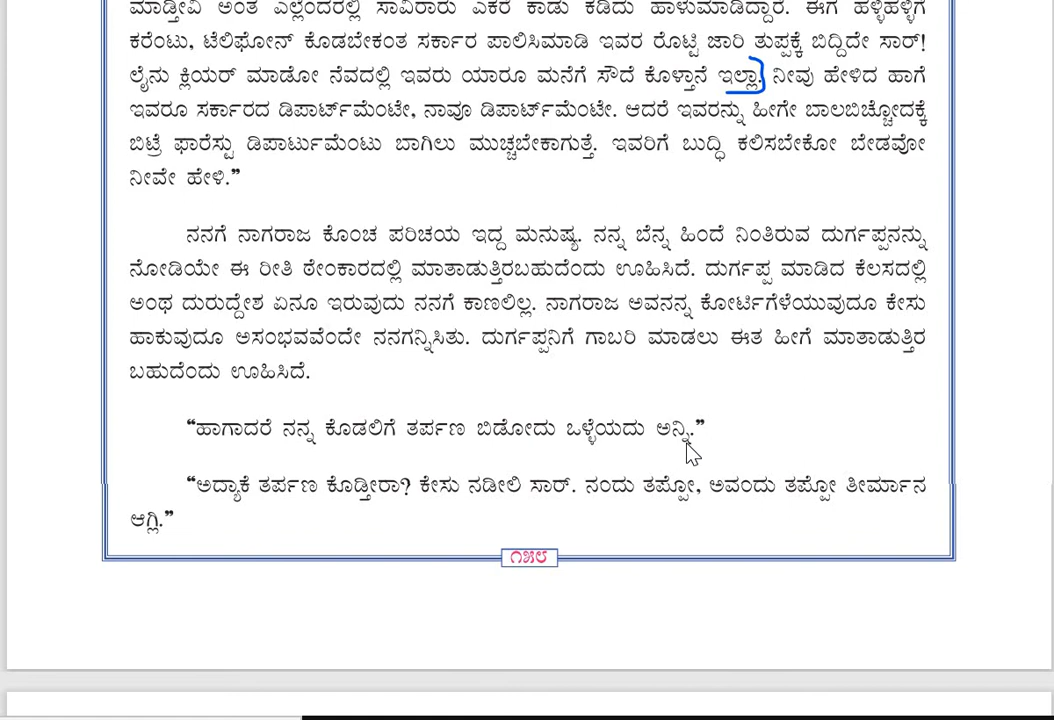 ಮಾಡ್ತೀವಿ ಅಂತ ಎಲ್ಲೆಂದರಲ್ಲಿ ಸಾವಿರಾರು ಎಕರೆ ಕಾಡು ಕಡಿದು ಹಾಳುಮಾಡಿದ್ದಾರೆ. ಈಗ ಹಳ್ಳಿಹಳ್ಳಿಗೆ
ಕರೆಂಟು, ಟೆಲಿಫೋನ್ ಕೊಡಬೇಕಂತ ಸರ್ಕಾರ ಪಾಲಿಸಿಮಾಡಿ ಇವರ ರೊಟ್ಟಿ ಜಾರಿ ತುಪ್ಪಕ್ಕೆ ಬಿದ್ದಿದೇ ಸಾರ್!
ಲೈನು ಕ್ಲಿಯರ್ ಮಾಡೋ ನೆವದಲ್ಲಿ ಇವರು ಯಾರೂ ಮನೆಗೆ ಸೌದೆ ಕೊಳ್ತಾನೆ ಇಲ್ಲಾ. ನೀವು ಹೇಳಿದ ಹಾಗೆ
ಇವರೂ ಸರ್ಕಾರದ ಡಿಪಾರ್ಟ್‌ಮೆಂಟೇ, ನಾವೂ ಡಿಪಾರ್ಟ್‌ಮೆಂಟೇ. ಆದರೆ ಇವರನ್ನು ಹೀಗೇ ಬಾಲಬಿಚ್ಚೋದಕ್ಕೆ
ಬಿಟ್ರೆ ಫಾರೆಸ್ಟು ಡಿಪಾರ್ಟುಮೆಂಟು ಬಾಗಿಲು ಮುಚ್ಚಬೇಕಾಗುತ್ತೆ. ಇವರಿಗೆ ಬುದ್ಧಿ ಕಲಿಸಬೇಕೋ ಬೇಡವೋ
ನೀವೇ ಹೇಳಿ.”
ನನಗೆ ನಾಗರಾಜ ಕೊಂಚ ಪರಿಚಯ ಇದ್ದ ಮನುಷ್ಯ. ನನ್ನ ಬೆನ್ನ ಹಿಂದೆ ನಿಂತಿರುವ ದುರ್ಗಪ್ಪನನ್ನು
ನೋಡಿಯೇ ಈ ರೀತಿ ಠೇಂಕಾರದಲ್ಲಿ ಮಾತಾಡುತ್ತಿರಬಹುದೆಂದು ಊಹಿಸಿದೆ. ದುರ್ಗಪ್ಪ ಮಾಡಿದ ಕೆಲಸದಲ್ಲಿ
ಅಂಥ ದುರುದ್ದೇಶ ಏನೂ ಇರುವುದು ನನಗೆ ಕಾಣಲಿಲ್ಲ. ನಾಗರಾಜ ಅವನನ್ನ ಕೋರ್ಟಿಗೆಳೆಯುವುದೂ ಕೇಸು
ಹಾಕುವುದೂ ಅಸಂಭವವೆಂದೇ ನನಗನ್ನಿಸಿತು. ದುರ್ಗಪ್ಪನಿಗೆ ಗಾಬರಿ ಮಾಡಲು ಈತ ಹೀಗೆ ಮಾತಾಡುತ್ತಿರ
ಬಹುದೆಂದು ಊಹಿಸಿದೆ.
“ಹಾಗಾದರೆ ನನ್ನ ಕೊಡಲಿಗೆ ತರ್ಪಣ ಬಿಡೋದು ಒಳ್ಳೆಯದು ಅನ್ನಿ.”
“ಅದ್ಯಾಕೆ ತರ್ಪಣ ಕೊಡ್ತೀರಾ? ಕೇಸು ನಡೀಲಿ ಸಾರ್. ನಂದು ತಪ್ಪೋ, ಅವಂದು ತಪ್ಪೋ ತೀರ್ಮಾನ
ಆಗ್ಲಿ.”
೧೫೮